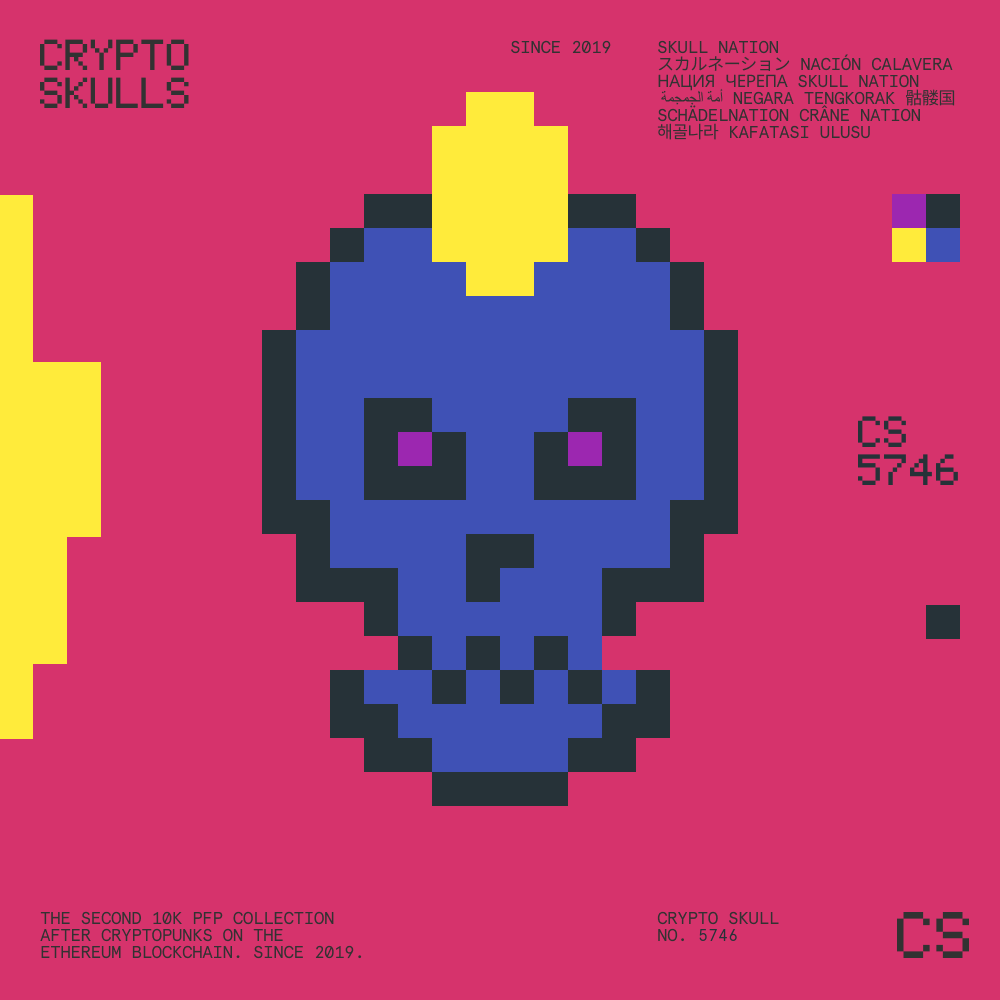 CRYPTO
SKULLS
SINCE 2019
SKULL NATION
スカルネーション NACIÓN CALAVERA
НАЦИЯ ЧЕРЕПА SKULL NATION
أمة الجمجمة NEGARA TENGKORAK 骷髅国
SCHÄDELNATION CRÂNE NATION
해골나라 KAFATASI ULUSU
CS
5746
THE SECOND 10K PFP COLLECTION
AFTER CRYPTOPUNKS ON THE
ETHEREUM BLOCKCHAIN. SINCE 2019.
CRYPTO SKULL
NO. 5746
CS